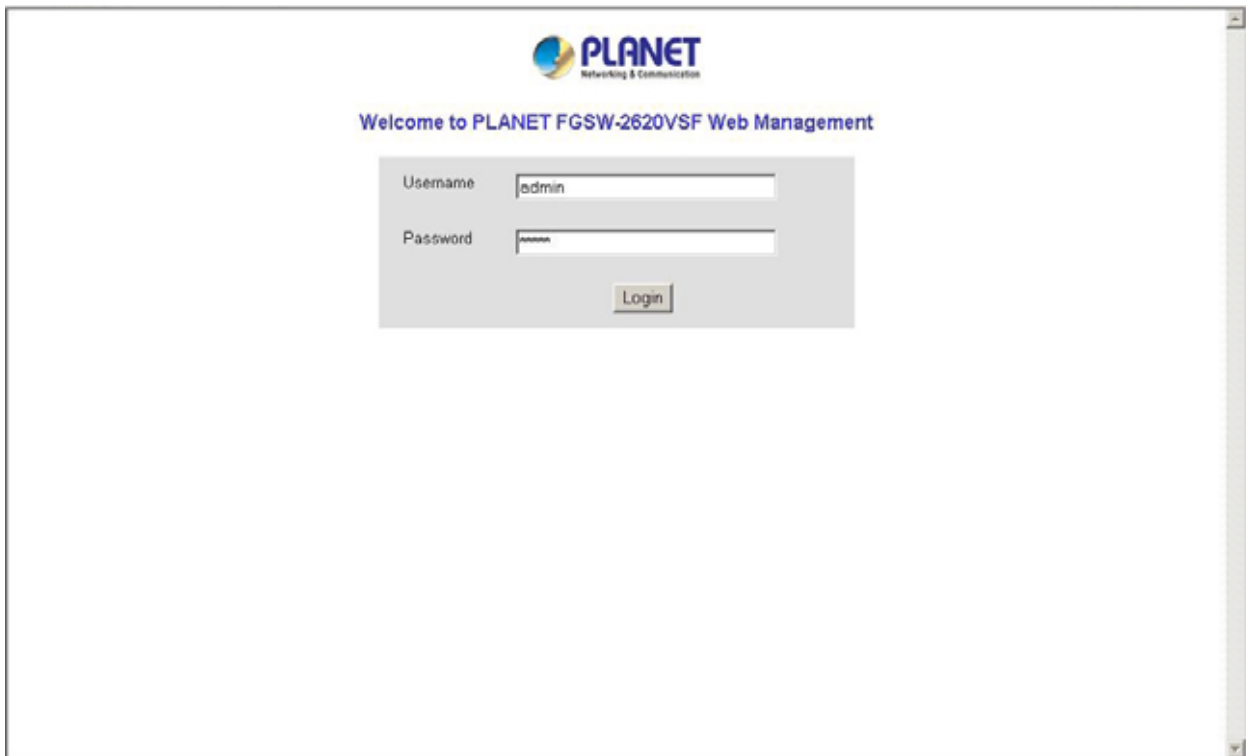 PLANET
Networking & Communication
Welcome to PLANET FGSW-2620VSF Web Management
Username admin
Password *****
Login